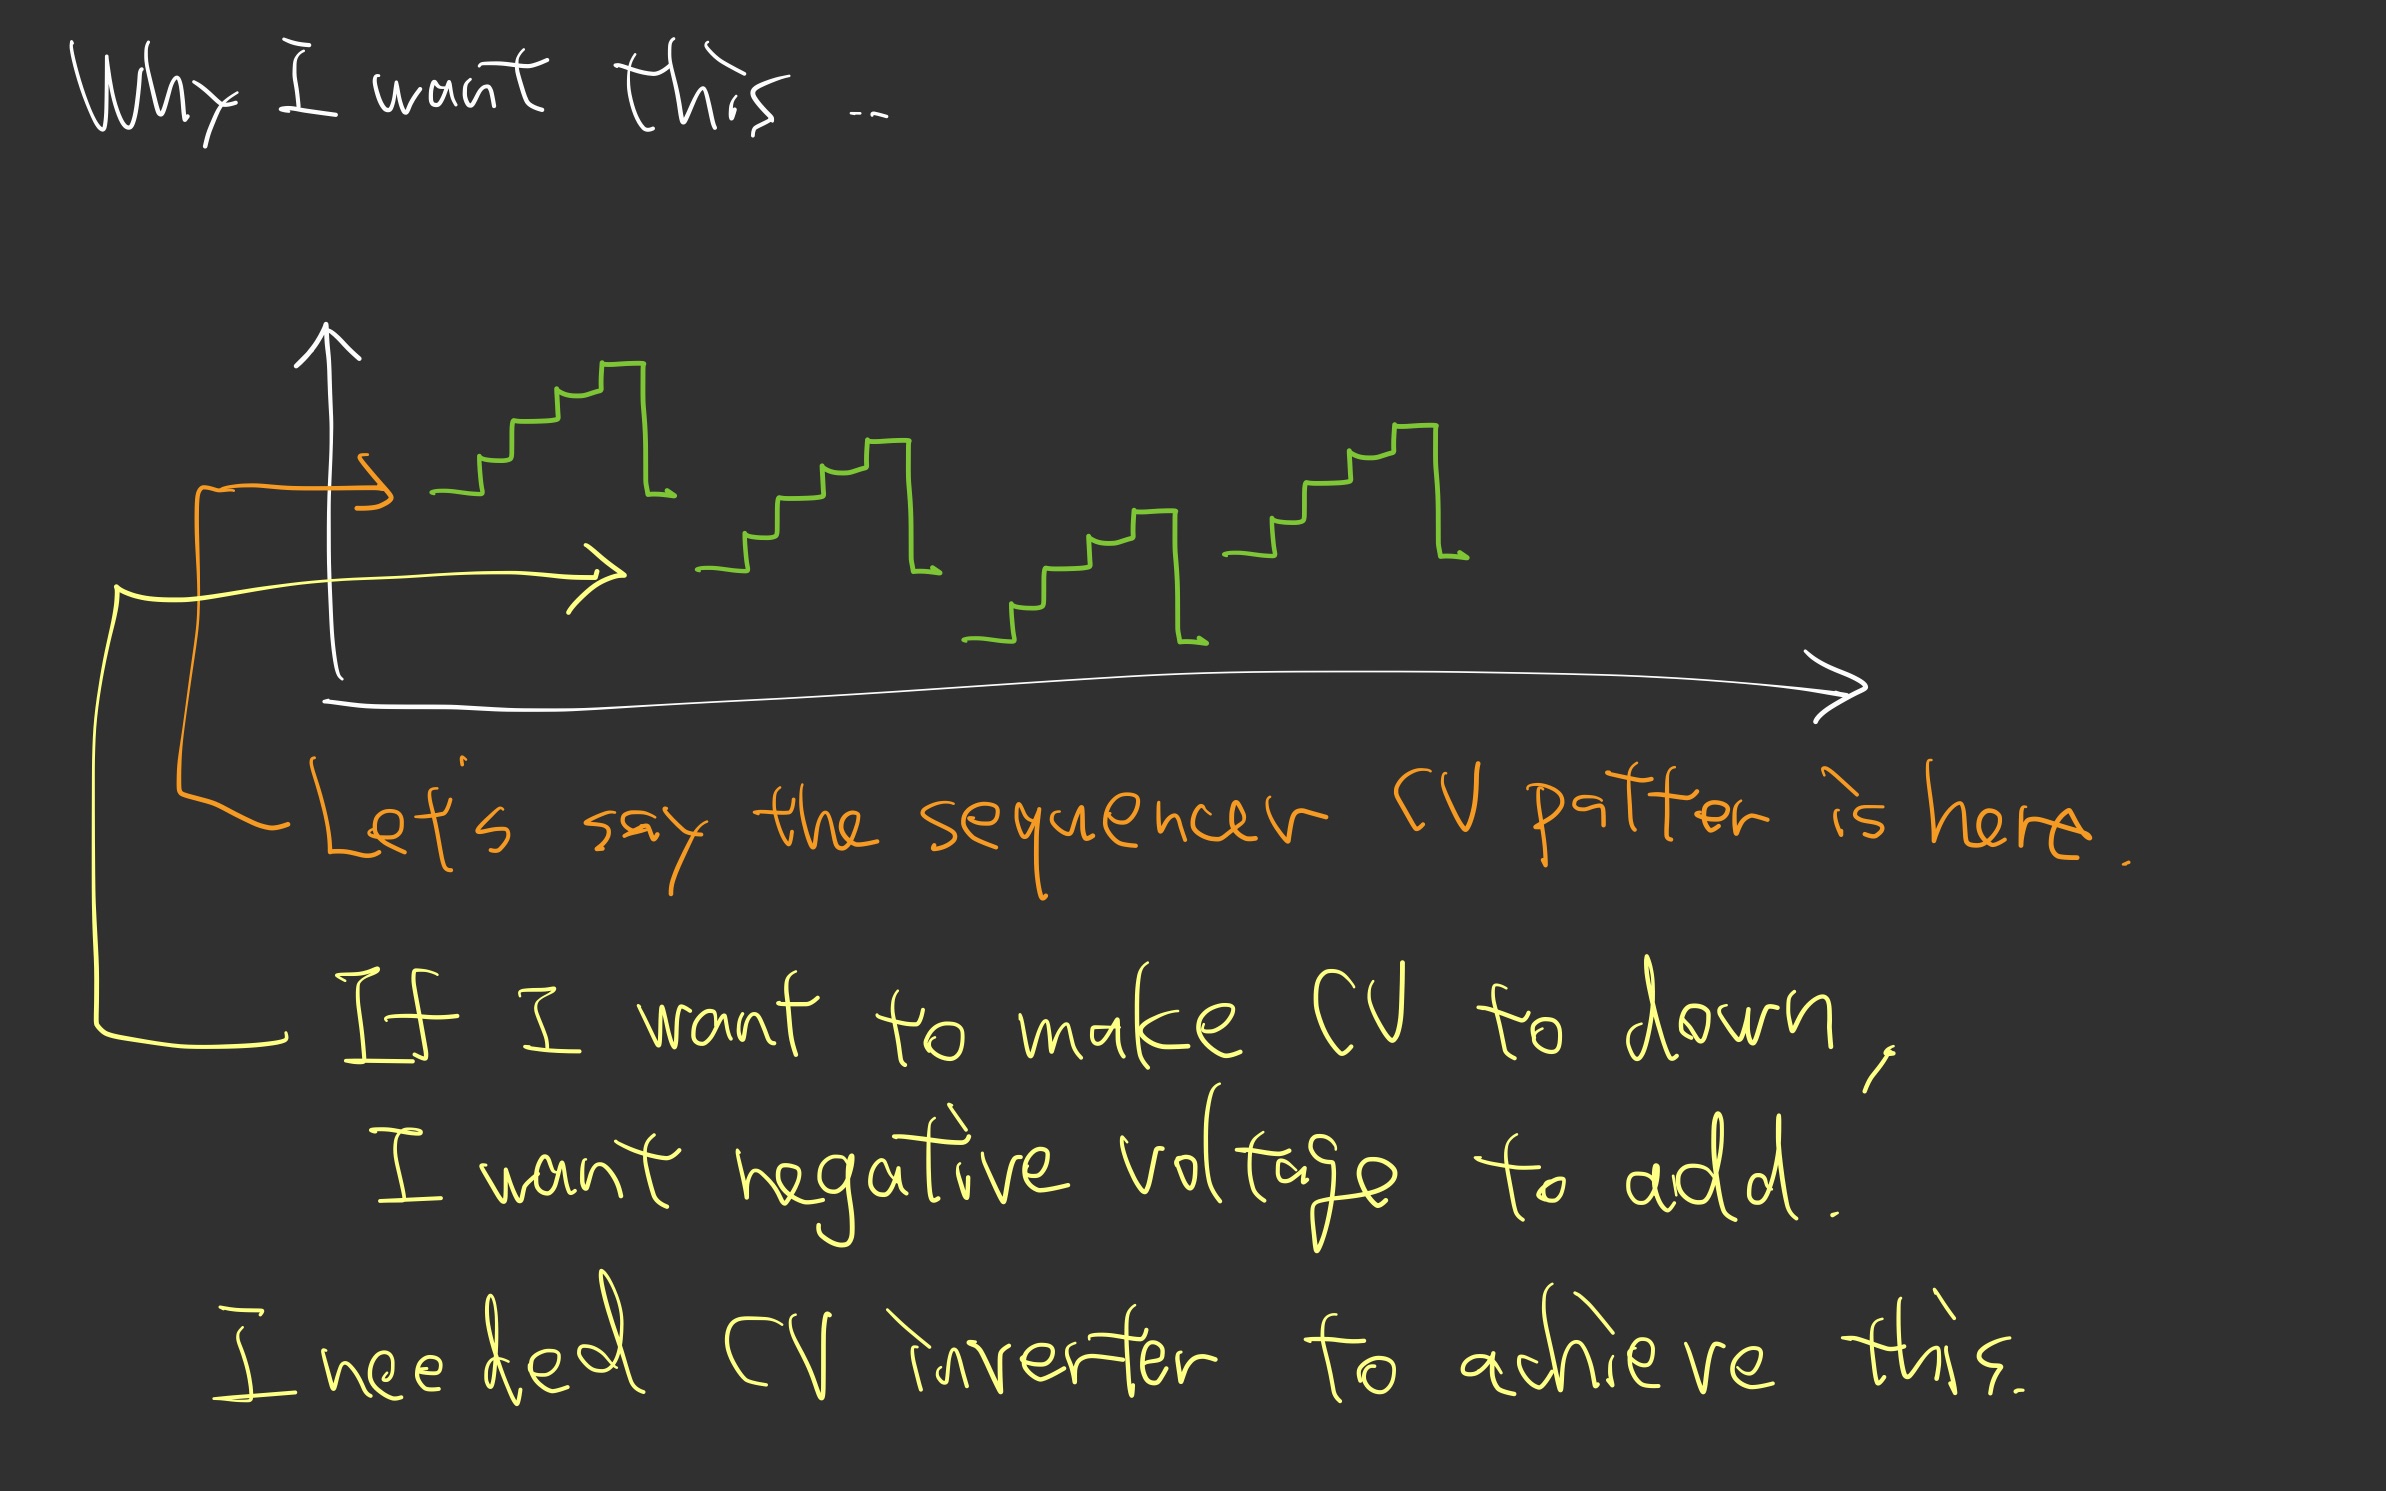 Why I want this ...
Let's say the sequencer CV patter is here.
If I want to make CV to down,
I want negative voltage to add.
I needed CV inverter to achieve this.